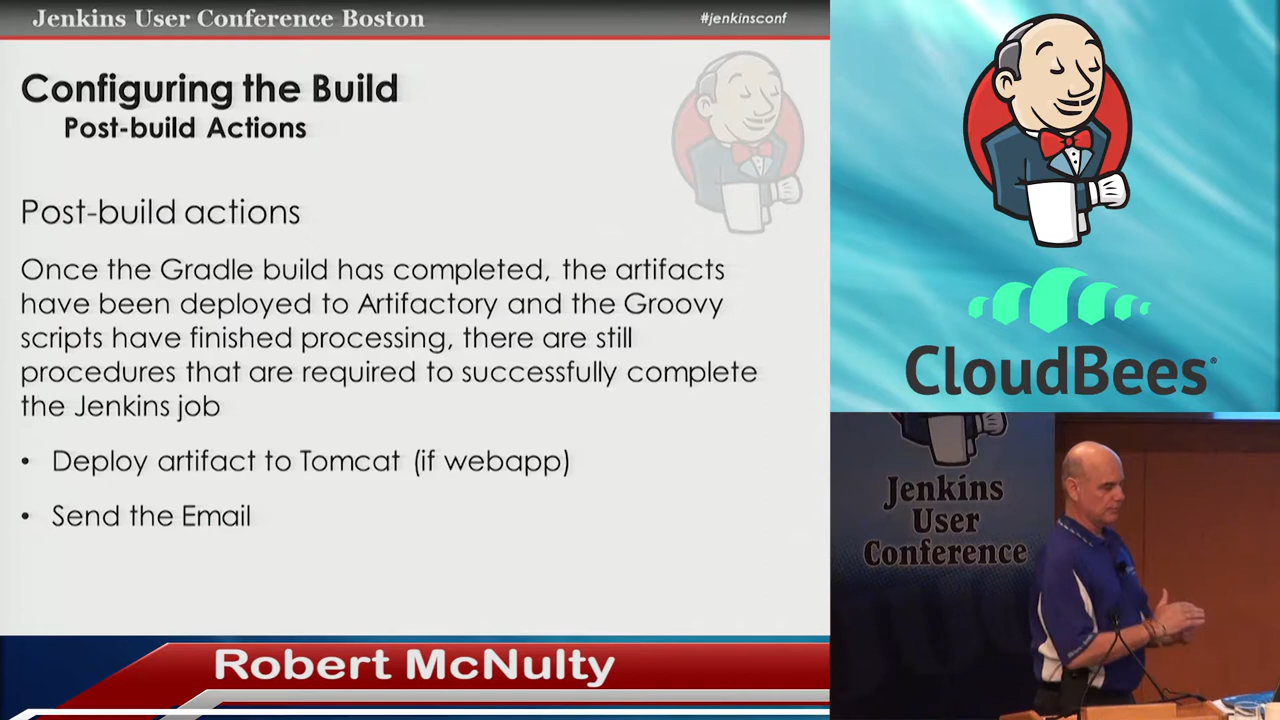 Jenkins User Conference Boston
#jenkinsconf
Configuring the Build
Post-build Actions
Post-build actions
Once the Gradle build has completed, the artifacts
have been deployed to Artifactory and the Groovy
scripts have finished processing, there are still
procedures that are required to successfully complete
the Jenkins job
• Deploy artifact to Tomcat (if webapp)
• Send the Email
Robert McNulty
CloudBees
Jenkins
User
Conference